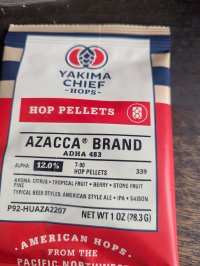 YAKIMA
CHIEF
-HOPS-
HOP PELLETS
AZACCA® BRAND
ADHA 483
ALPHA 12.0% T-90 HOP PELLETS 339
AROMA: CITRUS • TROPICAL FRUIT • BERRY • STONE FRUIT
PINE
TYPICAL BEER STYLES: AMERICAN STYLE ALE • IPA • SAISON
P92-HUAZA2207
NET WT 1 OZ (28.3G)
• AMERICAN HOPS •
FROM THE
PACIFIC NORTHWEST